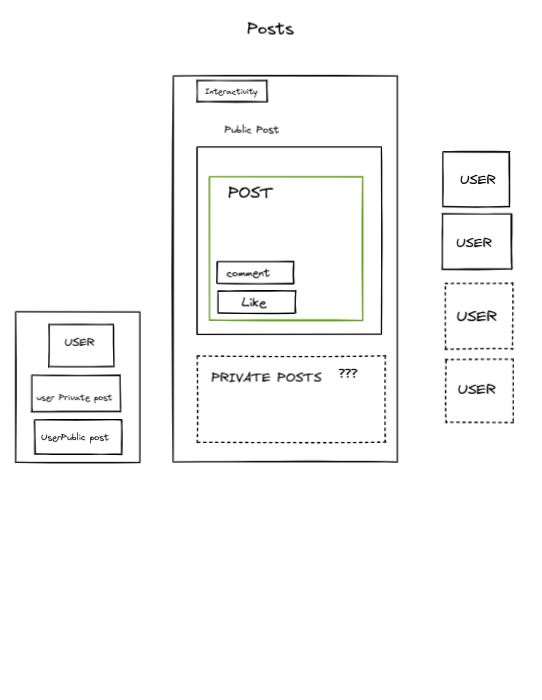 Posts
Interactivity
Public Post
POST
comment
Like
PRIVATE POSTS ???
USER
user Private post
UserPublic post
USER
USER
USER
USER